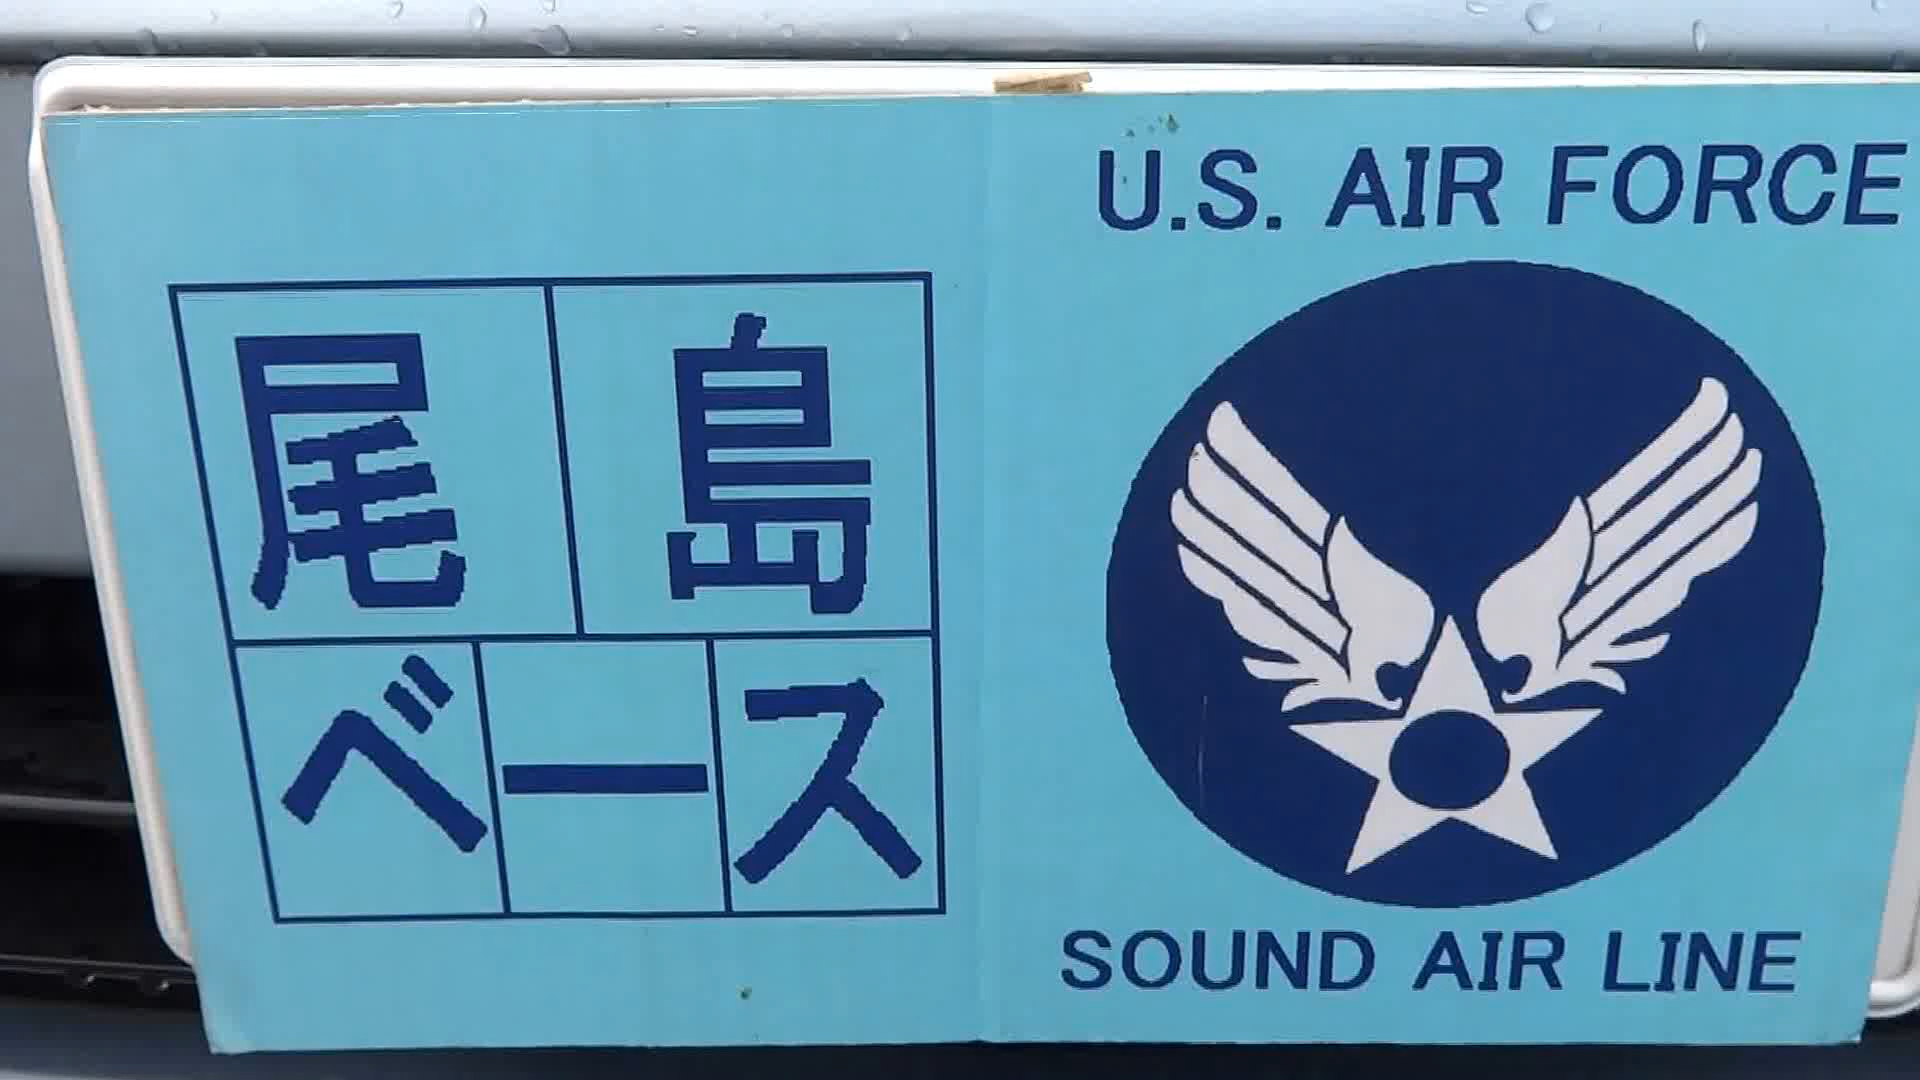 尾島
ベース
U.S. AIR FORCE
SOUND AIR LINE